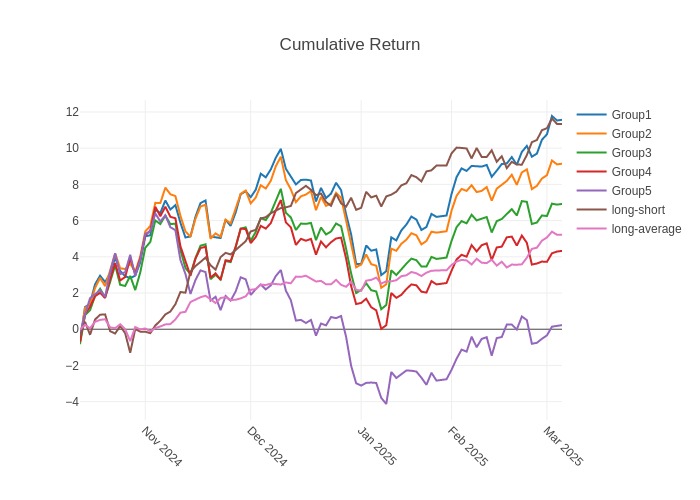 Cumulative Return
12
10
8
6
4
2
0
−2
−4
Nov 2024
Dec 2024
Jan 2025
Feb 2025
Mar 2025
Group1
Group2
Group3
Group4
Group5
long-short
long-average